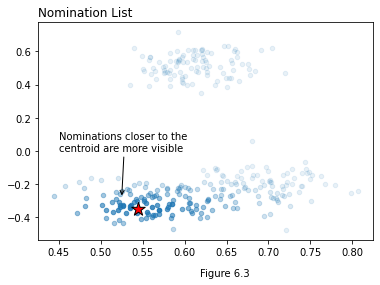 Nomination List
0.6
0.4
0.2
0.0
−0.2
−0.4
Nominations closer to the
centroid are more visible
0.45 0.50 0.55 0.60 0.65 0.70 0.75 0.80
Figure 6.3